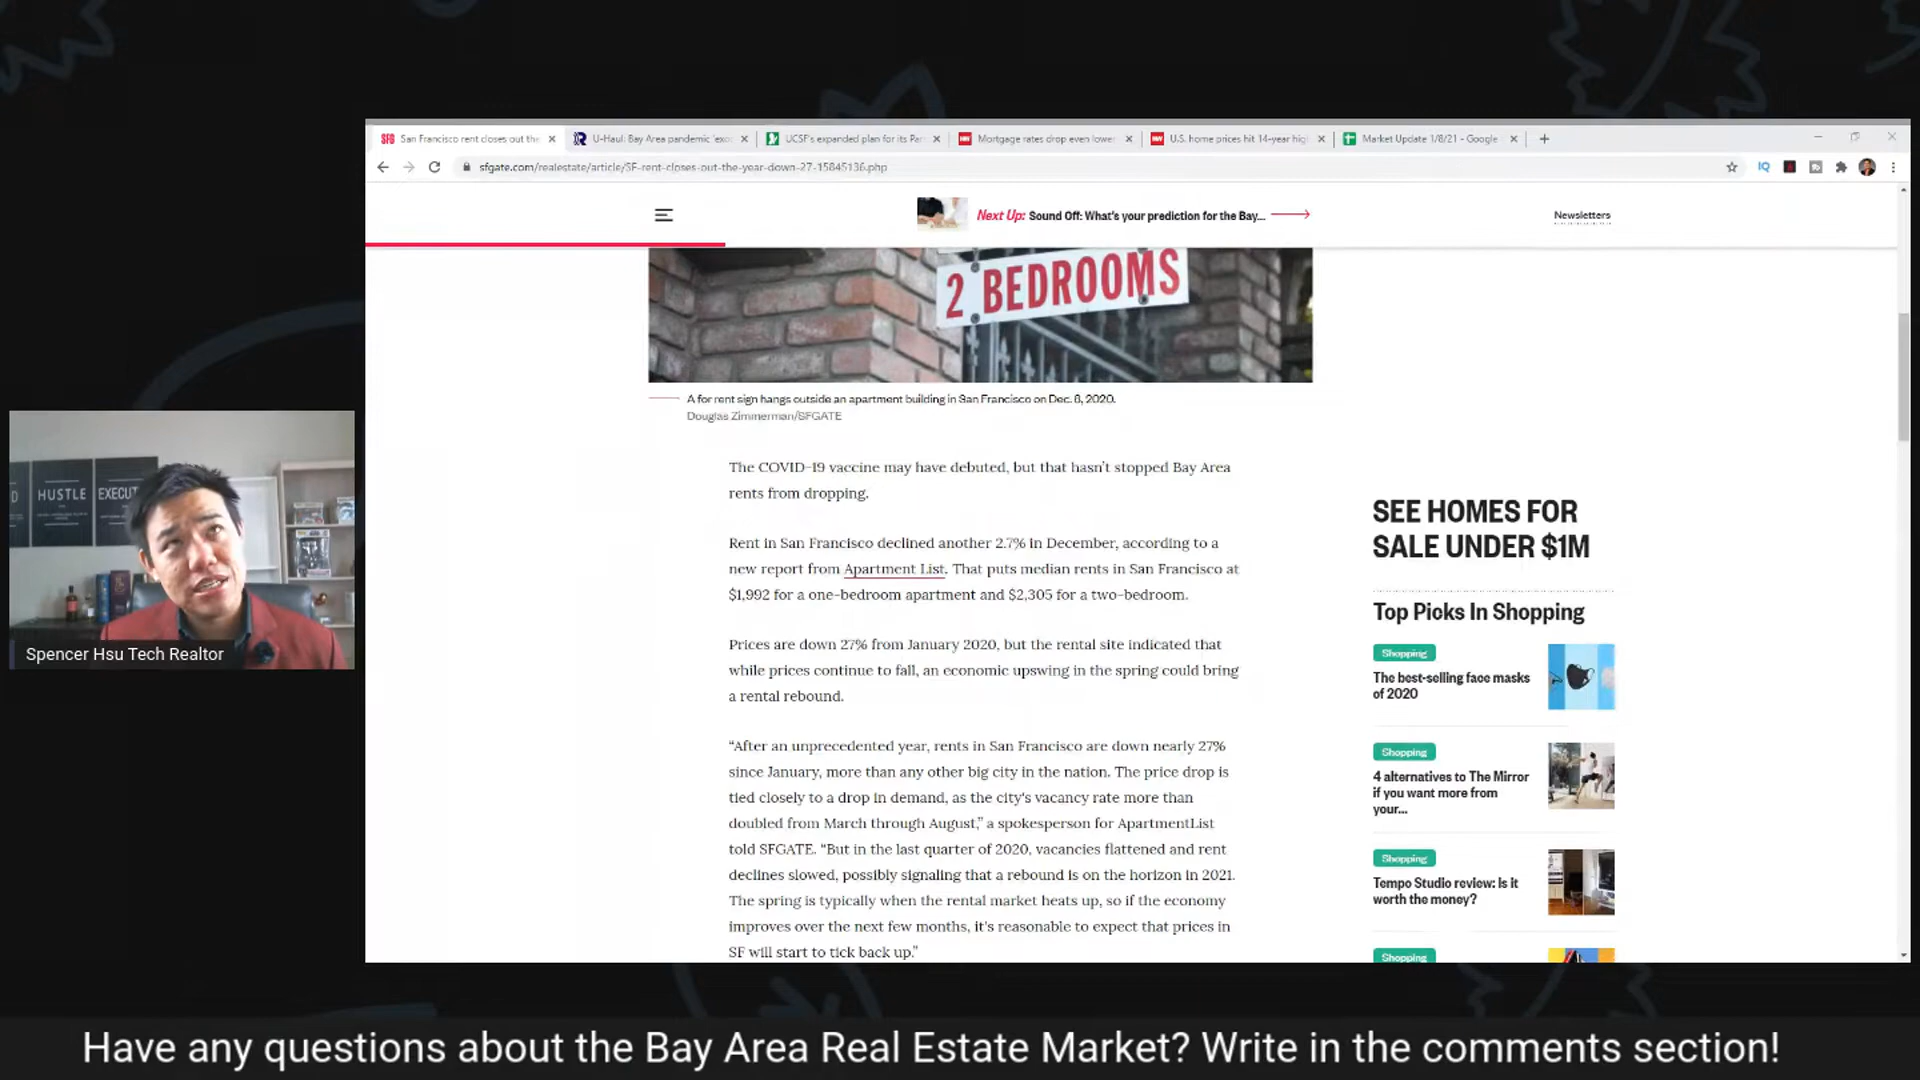 San Francisco rent closes out the
U-Haul: Bay Area pandemic 'exo
UCSF's expanded plan for its Par
Mortgage rates drop even lower
U.S. home prices hit 14-year hig
Market Update 1/8/21 - Google
sfgate.com/realestate/article/SF-rent-closes-out-the-year-down-27-15845136.php
Next Up: Sound Off: What's your prediction for the Bay...
Newsletters
2 BEDROOMS
A for rent sign hangs outside an apartment building in San Francisco on Dec. 8, 2020.
Douglas Zimmerman/SFGATE
The COVID-19 vaccine may have debuted, but that hasn't stopped Bay Area
rents from dropping.
Rent in San Francisco declined another 2.7% in December, according to a
new report from Apartment List. That puts median rents in San Francisco at
$1,992 for a one-bedroom apartment and $2,305 for a two-bedroom.
Prices are down 27% from January 2020, but the rental site indicated that
while prices continue to fall, an economic upswing in the spring could bring
a rental rebound.
“After an unprecedented year, rents in San Francisco are down nearly 27%
since January, more than any other big city in the nation. The price drop is
tied closely to a drop in demand, as the city's vacancy rate more than
doubled from March through August,” a spokesperson for ApartmentList
told SFGATE. “But in the last quarter of 2020, vacancies flattened and rent
declines slowed, possibly signaling that a rebound is on the horizon in 2021.
The spring is typically when the rental market heats up, so if the economy
improves over the next few months, it's reasonable to expect that prices in
SF will start to tick back up.”
SEE HOMES FOR
SALE UNDER $1M
Top Picks In Shopping
Shopping
The best-selling face masks
of 2020
Shopping
4 alternatives to The Mirror
if you want more from
your...
Shopping
Tempo Studio review: Is it
worth the money?
Shopping
D
HUSTLE
EXECUT
Spencer Hsu Tech Realtor
Have any questions about the Bay Area Real Estate Market? Write in the comments section!